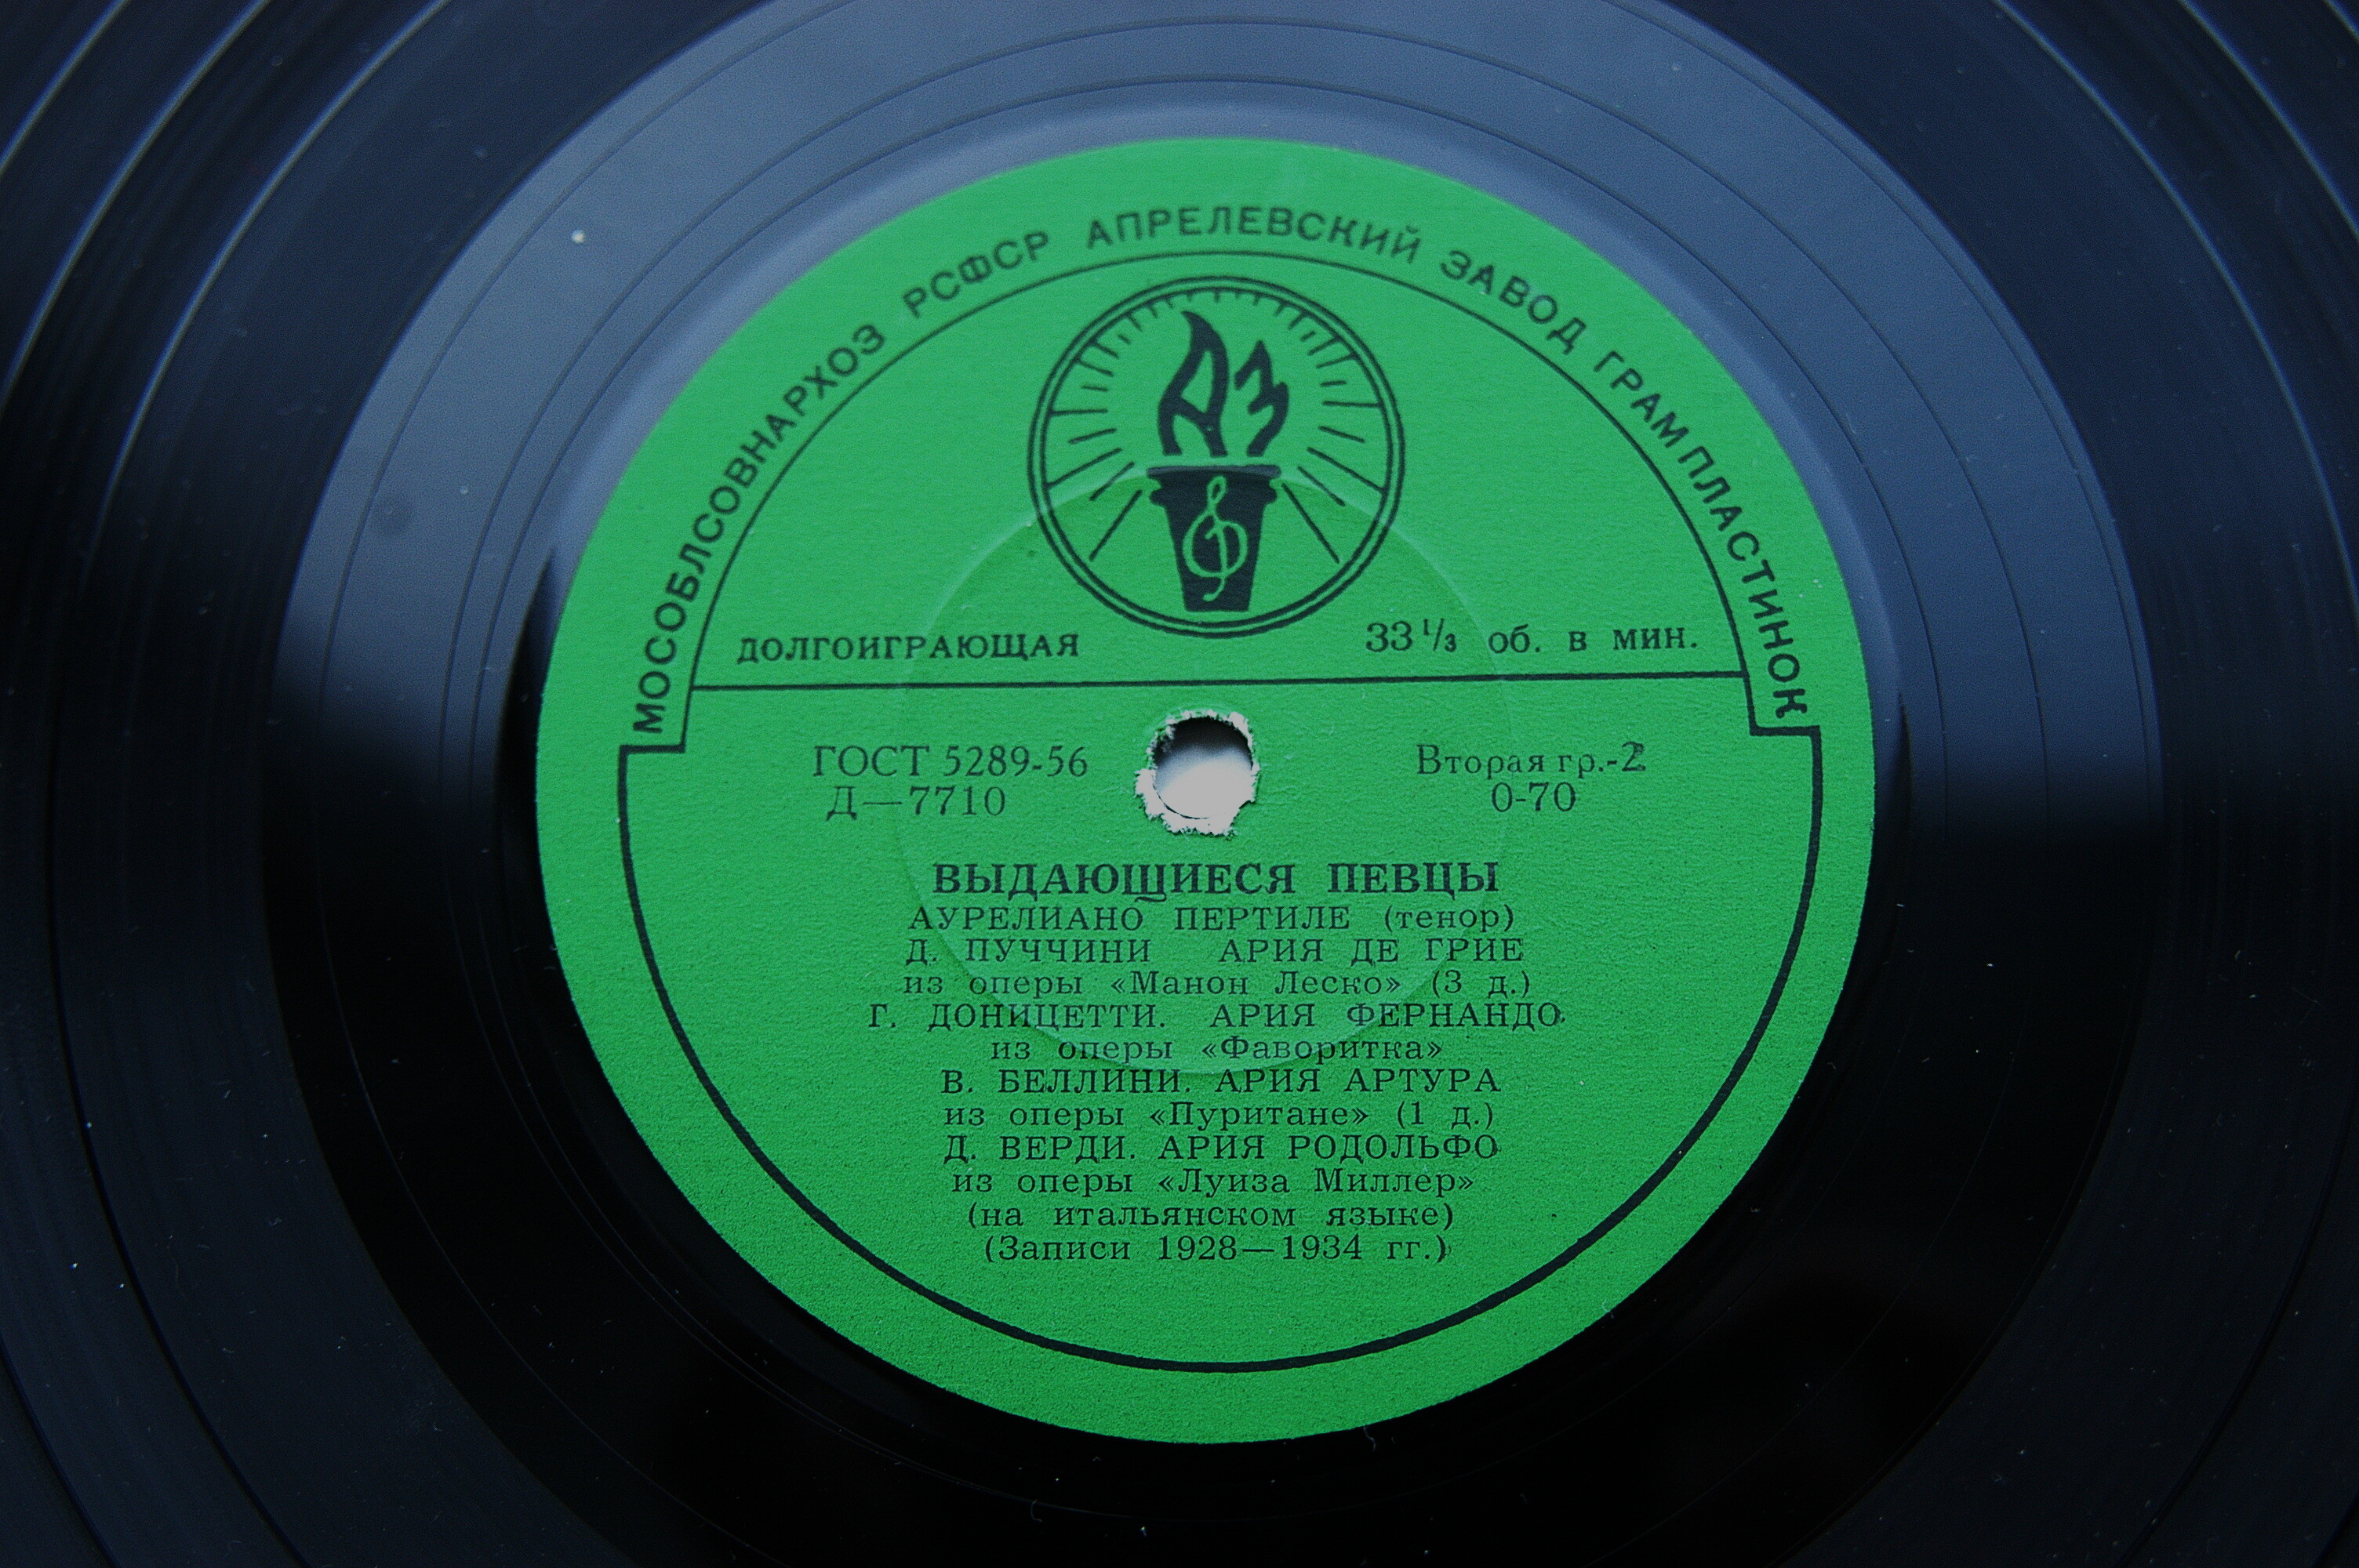 МОСОБЛСОВНАРХОЗ РСФСР АПРЕЛЕВСКИЙ ЗАВОД ГРАМПЛАСТИНОК
АЗ
ДОЛГОИГРАЮЩАЯ 33 1/3 об. в мин.
ГОСТ 5289-56 Вторая гр.-2
Д—7710 0-70
ВЫДАЮЩИЕСЯ ПЕВЦЫ
АУРЕЛИАНО ПЕРТИЛЕ (тенор)
Д. ПУЧЧИНИ АРИЯ ДЕ ГРИЕ
из оперы «Манон Леско» (3 д.)
Г. ДОНИЦЕТТИ. АРИЯ ФЕРНАНДО
из оперы «Фаворитка»
В. БЕЛЛИНИ. АРИЯ АРТУРА
из оперы «Пуритане» (1 д.)
Д. ВЕРДИ. АРИЯ РОДОЛЬФО
из оперы «Луиза Миллер»
(на итальянском языке)
(Записи 1928—1934 гг.)